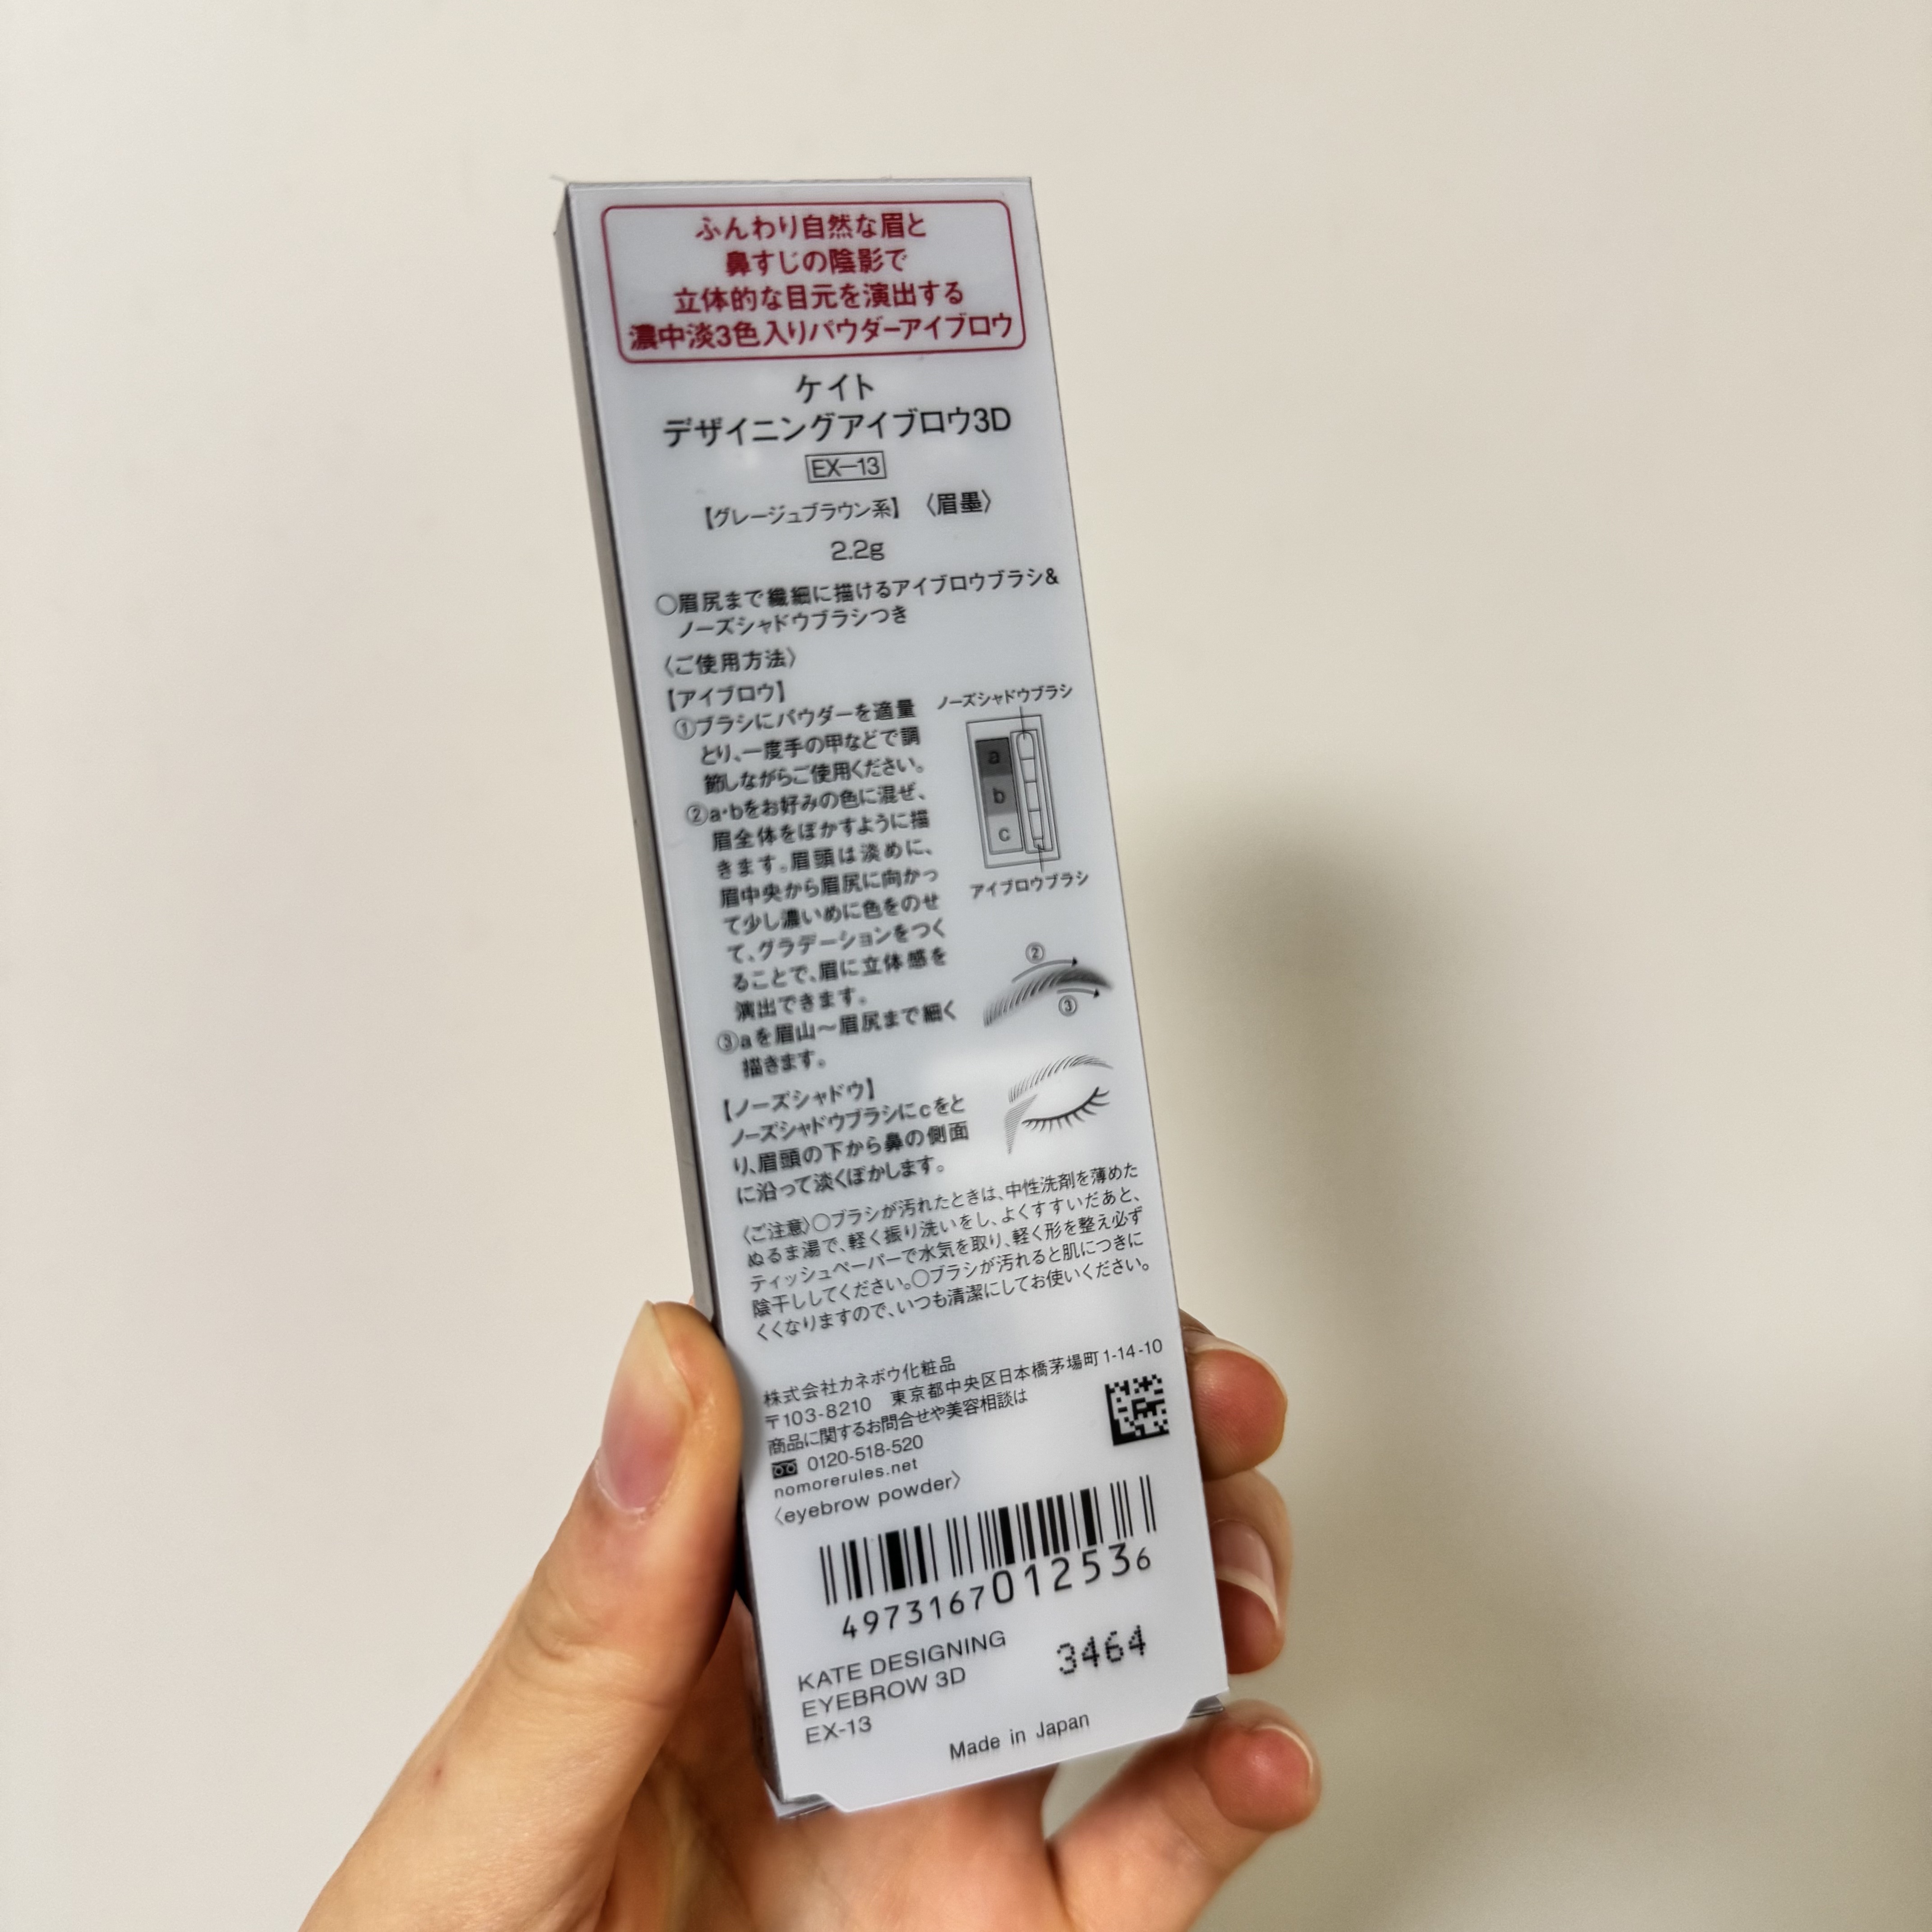 ふんわり自然な眉と
鼻すじの陰影で
立体的な目元を演出する
濃中淡3色入りパウダーアイブロウ
ケイト
デザイニングアイブロウ3D
EX-13
【グレージュブラウン系】〈眉墨〉
2.2g
○眉尻まで繊細に描けるアイブロウブラシ&
ノーズシャドウブラシつき
〈ご使用方法〉
【アイブロウ】
①ブラシにパウダーを適量
とり、一度手の甲などで調
節しながらご使用ください。
②a・bをお好みの色に混ぜ、
眉全体をぼかすように描
きます。眉頭は淡めに、
眉中央から眉尻に向かっ
て少し濃いめに色をのせ
て、グラデーションをつく
ることで、眉に立体感を
演出できます。
③aを眉山〜眉尻まで細く
描きます。
ノーズシャドウブラシ
a
b
c
アイブロウブラシ
②
③
【ノーズシャドウ】
ノーズシャドウブラシにcをと
り、眉頭の下から鼻の側面
に沿って淡くぼかします。
〈ご注意〉○ブラシが汚れたときは、中性洗剤を薄めた
ぬるま湯で、軽く振り洗いをし、よくすすいだあと、
ティッシュペーパーで水気を取り、軽く形を整え必ず
陰干ししてください。○ブラシが汚れると肌につきに
くくなりますので、いつも清潔にしてお使いください。
株式会社カネボウ化粧品
〒103-8210 東京都中央区日本橋茅場町1-14-10
商品に関するお問合せや美容相談は
0120-518-520
nomorerules.net
〈eyebrow powder〉
4973167012536
KATE DESIGNING
EYEBROW 3D
EX-13
3464
Made in Japan